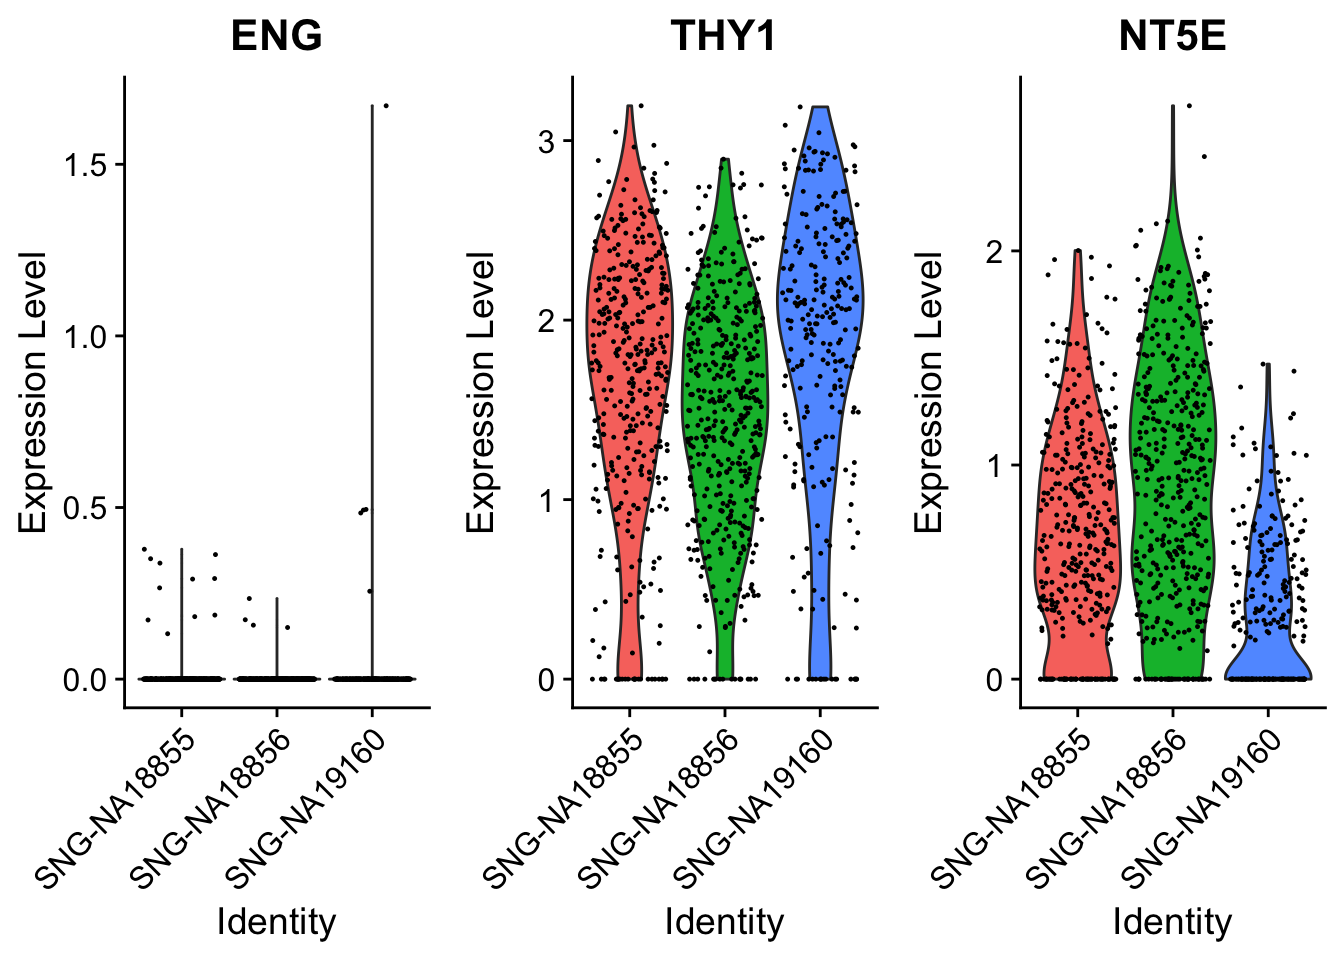 ENG
THY1
NT5E
Expression Level
1.5
1.0
0.5
0.0
SNG-NA18855
SNG-NA18856
SNG-NA19160
Identity
Expression Level
3
2
1
0
SNG-NA18855
SNG-NA18856
SNG-NA19160
Identity
Expression Level
2
1
0
SNG-NA18855
SNG-NA18856
SNG-NA19160
Identity